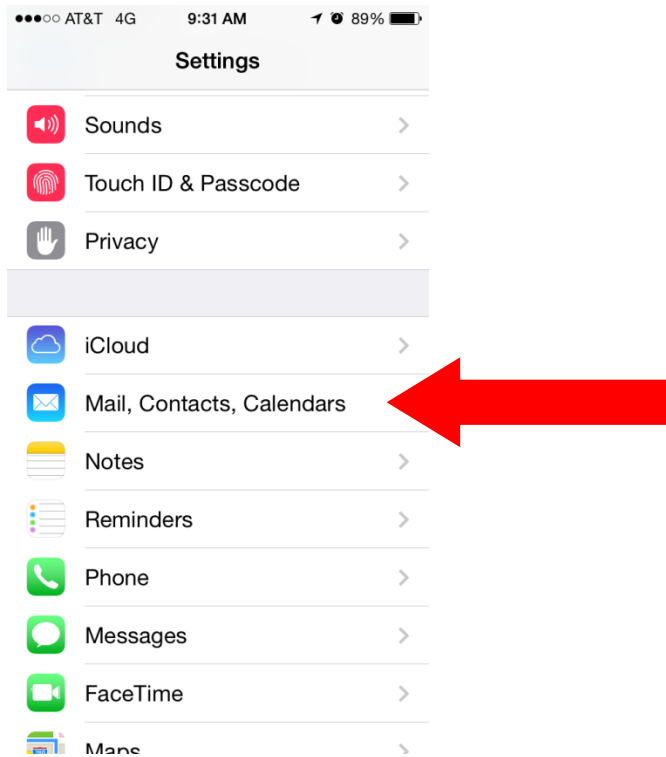 AT&T 4G 9:31 AM 89%
Settings
Sounds
Touch ID & Passcode
Privacy
iCloud
Mail, Contacts, Calendars
Notes
Reminders
Phone
Messages
FaceTime
Maps